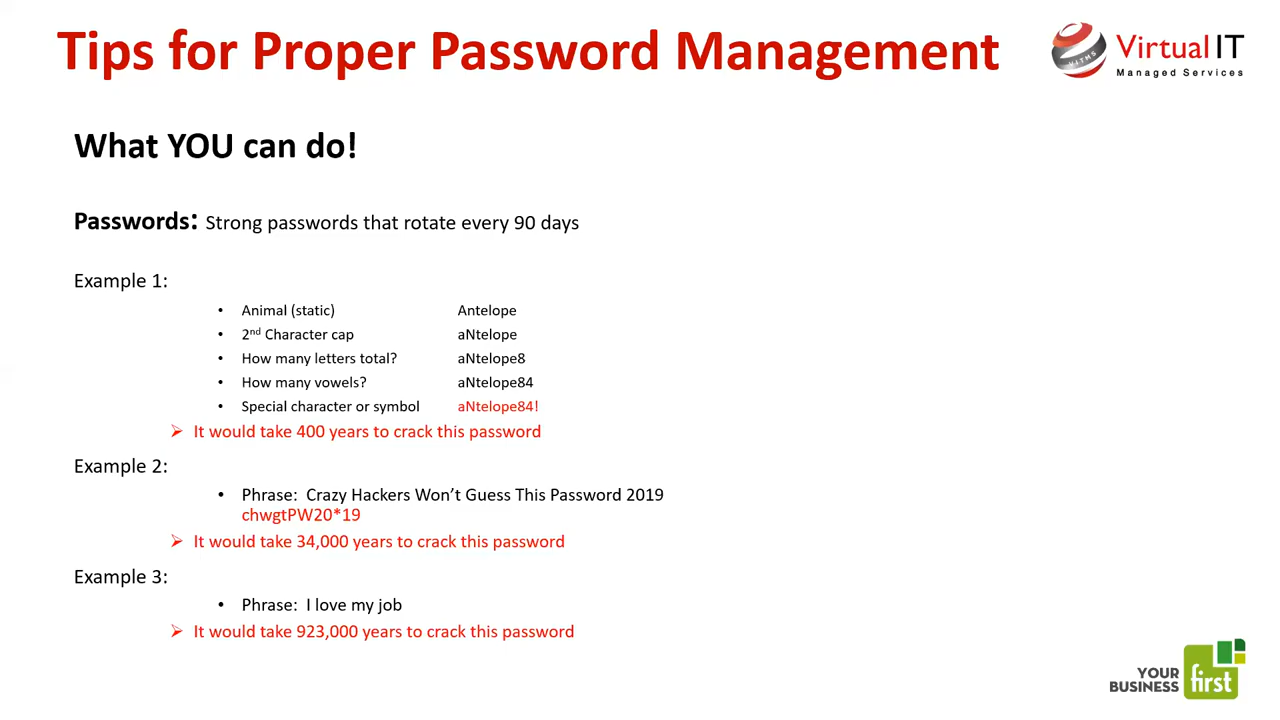 Tips for Proper Password Management
VITMS
Virtual IT
Managed Services
What YOU can do!
Passwords: Strong passwords that rotate every 90 days
Example 1:
• Animal (static) Antelope
• 2nd Character cap aNtelope
• How many letters total? aNtelope8
• How many vowels? aNtelope84
• Special character or symbol aNtelope84!
➢ It would take 400 years to crack this password
Example 2:
• Phrase: Crazy Hackers Won’t Guess This Password 2019
chwgtPW20*19
➢ It would take 34,000 years to crack this password
Example 3:
• Phrase: I love my job
➢ It would take 923,000 years to crack this password
YOUR
BUSINESS
first